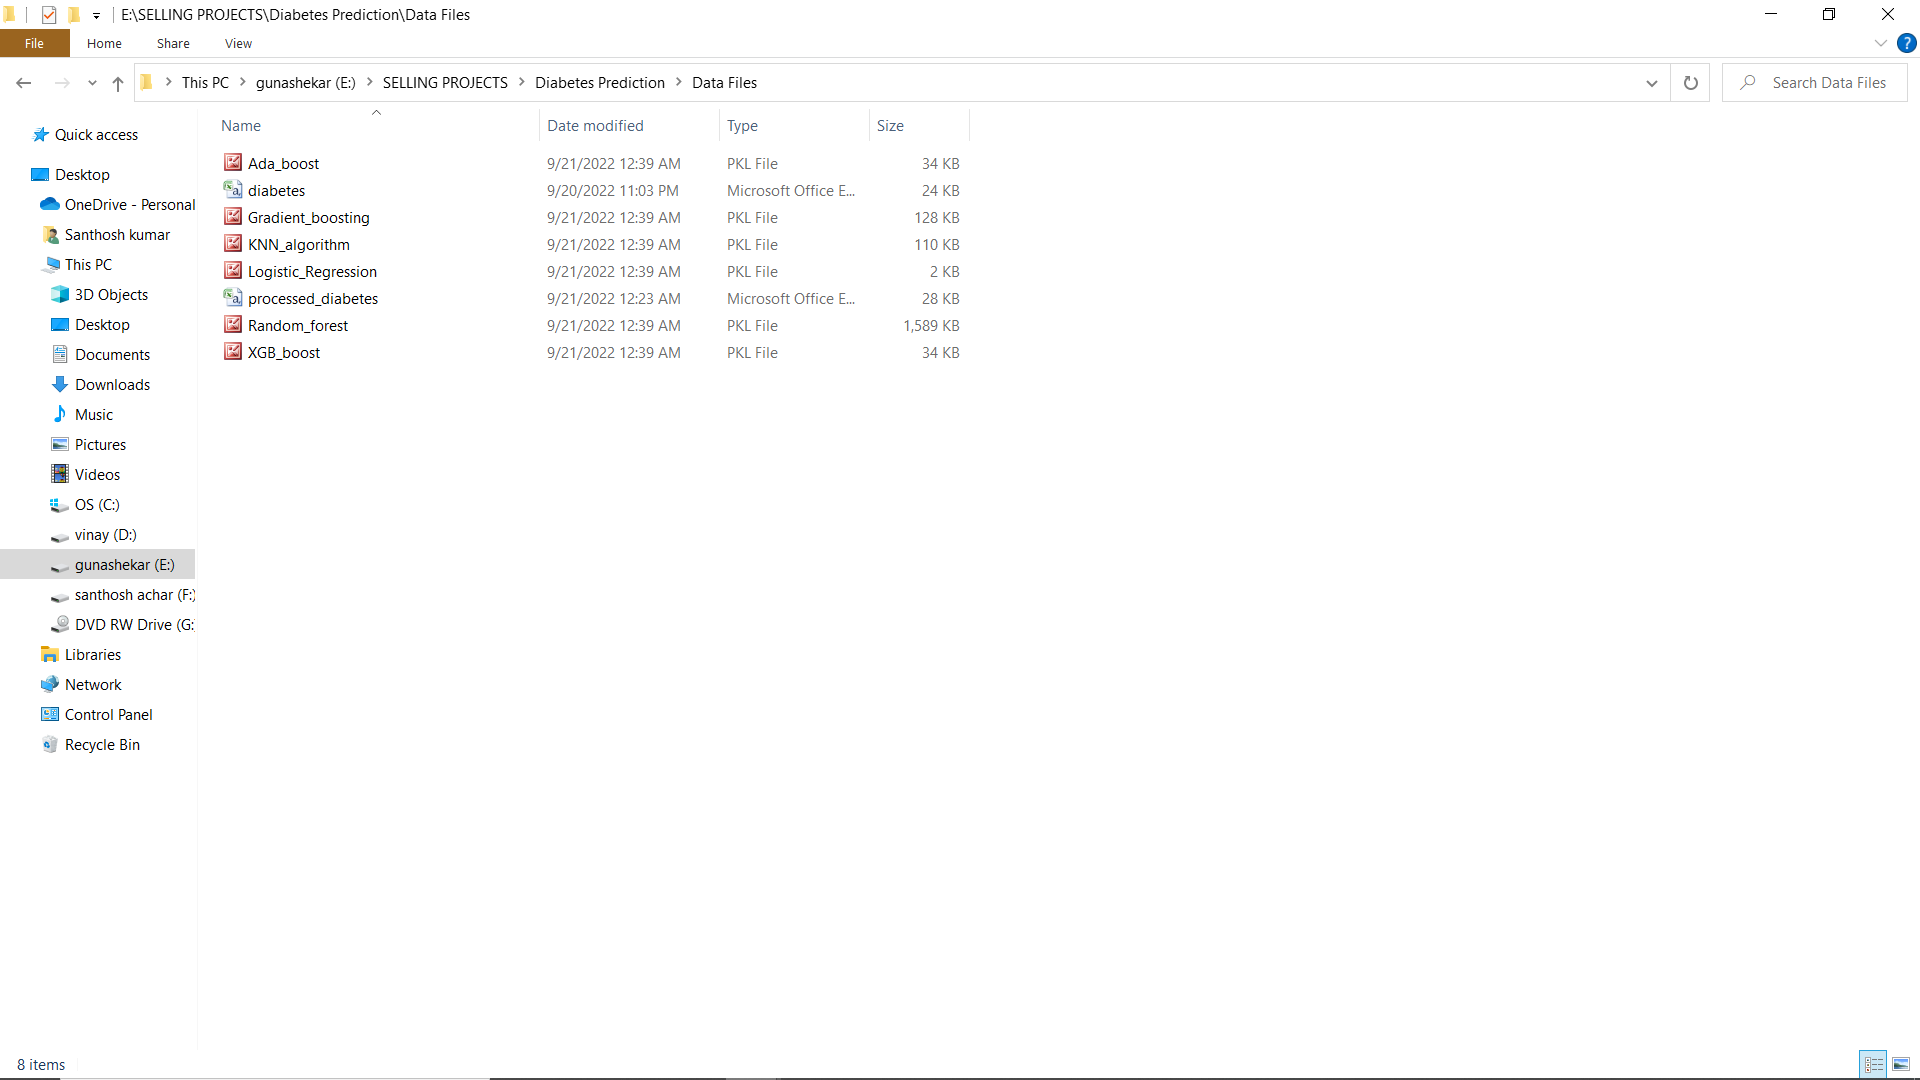 E:\SELLING PROJECTS\Diabetes Prediction\Data Files
File Home Share View
?
This PC gunashekar (E:) SELLING PROJECTS Diabetes Prediction Data Files
Search Data Files
Quick access
Desktop
OneDrive - Personal
Santhosh kumar
This PC
3D Objects
Desktop
Documents
Downloads
Music
Pictures
Videos
OS (C:)
vinay (D:)
gunashekar (E:)
santhosh achar (F:)
DVD RW Drive (G:
Libraries
Network
Control Panel
Recycle Bin
Name Date modified Type Size
Ada_boost 9/21/2022 12:39 AM PKL File 34 KB
diabetes 9/20/2022 11:03 PM Microsoft Office E... 24 KB
Gradient_boosting 9/21/2022 12:39 AM PKL File 128 KB
KNN_algorithm 9/21/2022 12:39 AM PKL File 110 KB
Logistic_Regression 9/21/2022 12:39 AM PKL File 2 KB
processed_diabetes 9/21/2022 12:23 AM Microsoft Office E... 28 KB
Random_forest 9/21/2022 12:39 AM PKL File 1,589 KB
XGB_boost 9/21/2022 12:39 AM PKL File 34 KB
8 items